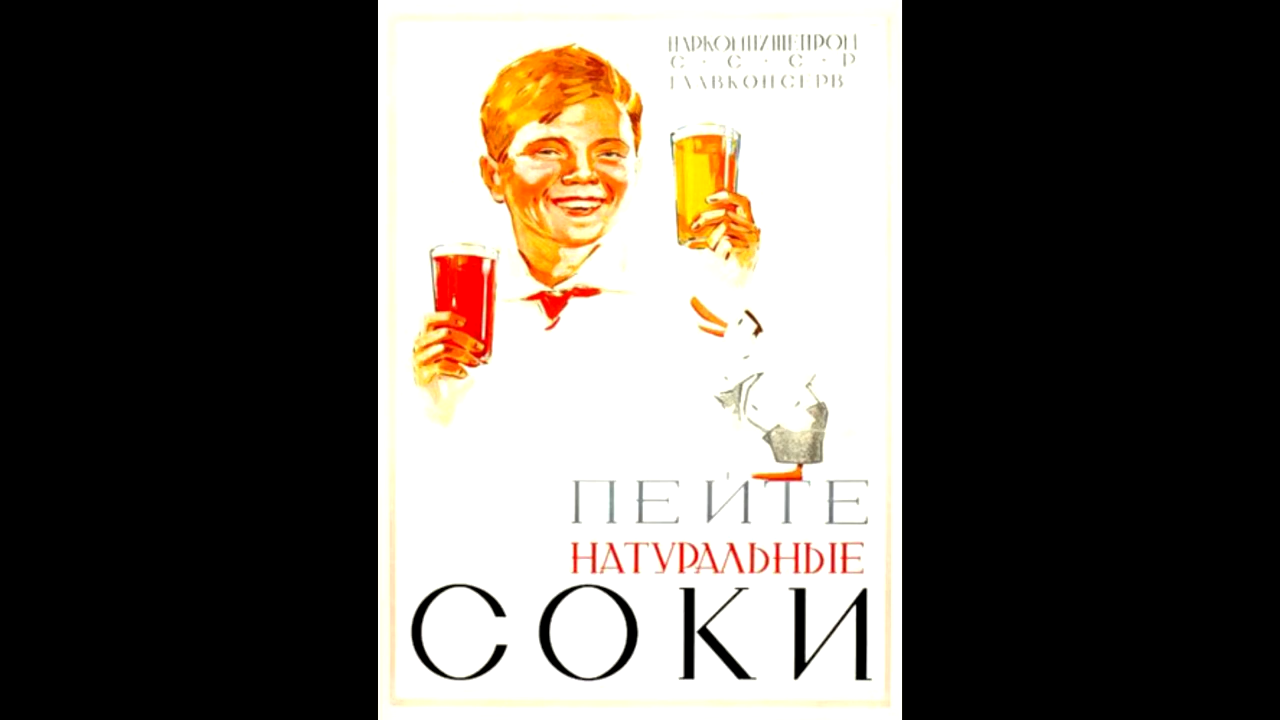 НАРКОМПИЩЕПРОМ
С·С·С·Р
ГЛАВКОНСЕРВ
ПЕЙТЕ
НАТУРАЛЬНЫЕ
СОКИ